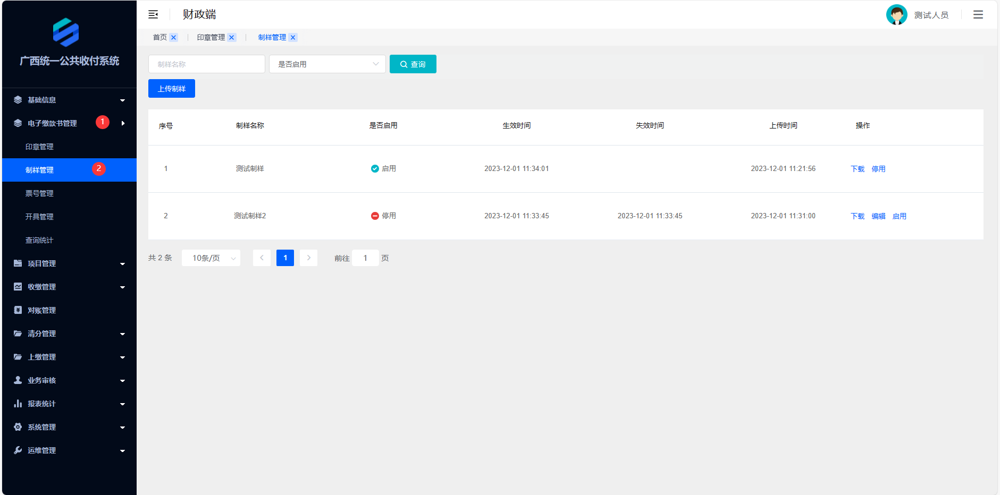 广西统一公共收付系统
基础信息
电子缴款书管理 1
印章管理
制样管理 2
票号管理
开具管理
查询统计
项目管理
收缴管理
对账管理
清分管理
上缴管理
业务审核
报表统计
系统管理
运维管理
财政端
测试人员
首页 印章管理 制样管理
制样名称 是否启用 查询
上传制样
序号 制样名称 是否启用 生效时间 失效时间 上传时间 操作
1 测试制样 启用 2023-12-01 11:34:01 2023-12-01 11:21:56 下载 停用
2 测试制样2 停用 2023-12-01 11:33:45 2023-12-01 11:33:45 2023-12-01 11:31:00 下载 编辑 启用
共 2 条 10条/页 1 前往 1 页